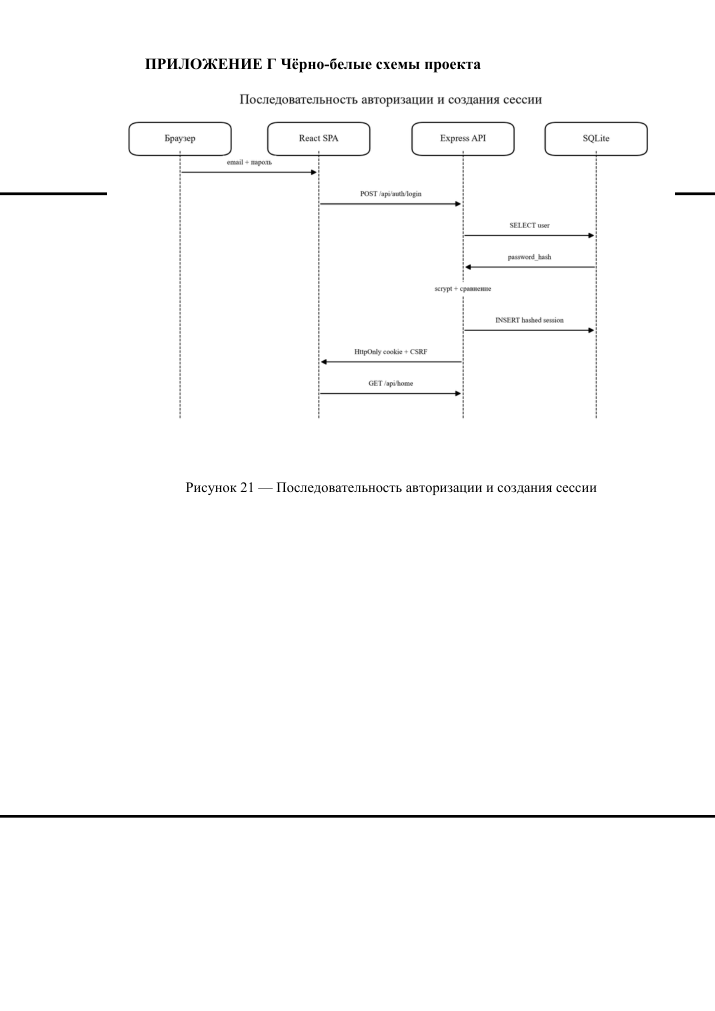 ПРИЛОЖЕНИЕ Г Чёрно-белые схемы проекта
Последовательность авторизации и создания сессии
Браузер
React SPA
Express API
SQLite
email + пароль
POST /api/auth/login
SELECT user
password_hash
scrypt + сравнение
INSERT hashed session
HttpOnly cookie + CSRF
GET /api/home
Рисунок 21 — Последовательность авторизации и создания сессии